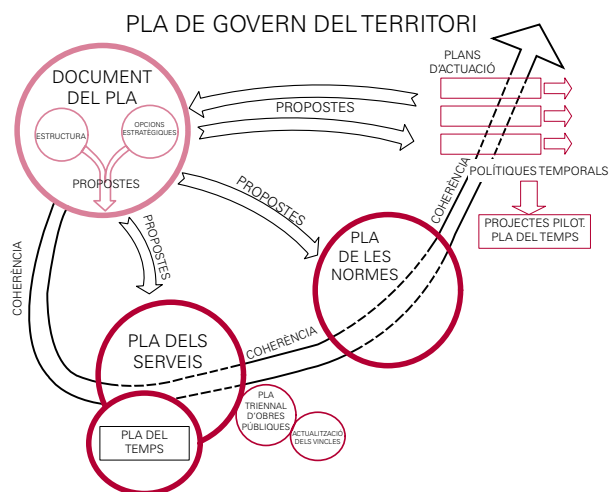 PLA DE GOVERN DEL TERRITORI
DOCUMENT
DEL PLA
ESTRUCTURA
OPCIONS
ESTRATÈGIQUES
PROPOSTES
PROPOSTES
PLANS
D'ACTUACIÓ
POLÍTIQUES TEMPORALS
PROJECTES PILOT.
PLA DEL TEMPS
PROPOSTES
PROPOSTES
COHERÈNCIA
PLA
DE LES
NORMES
COHERÈNCIA
COHERÈNCIA
PLA DELS
SERVEIS
PLA DEL
TEMPS
PLA
TRIENNAL
D'OBRES
PÚBLIQUES
ACTUALITZACIÓ
DELS VINCLES